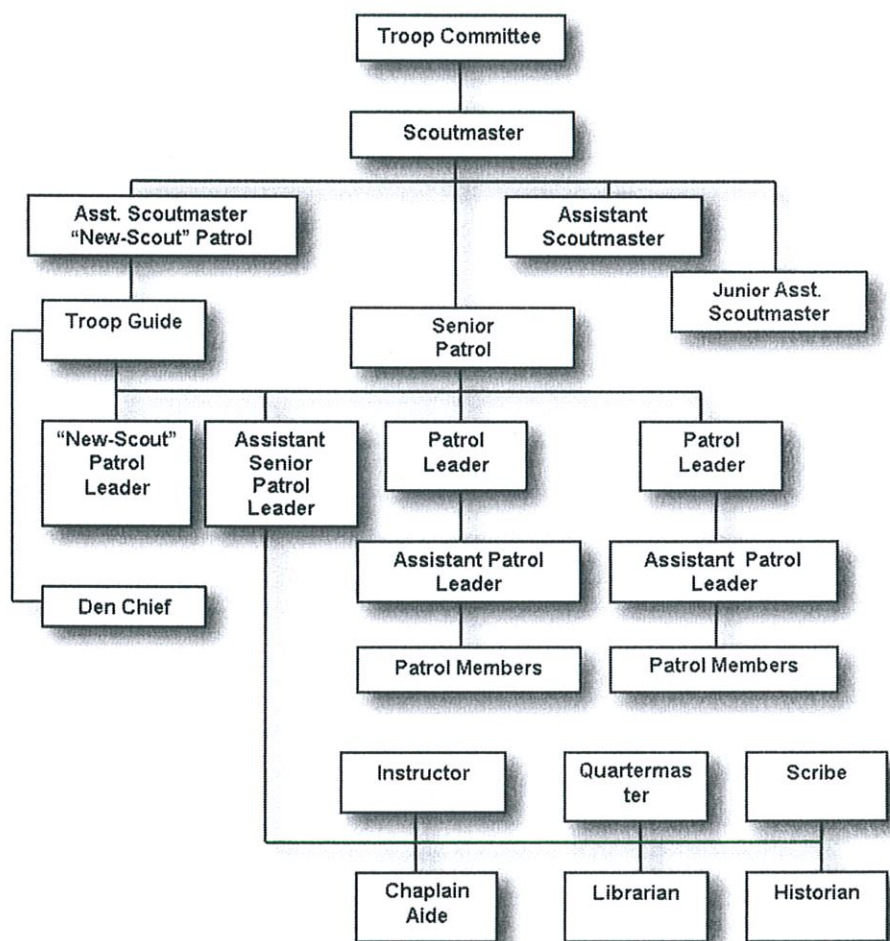 Troop Committee
Scoutmaster
Asst. Scoutmaster
“New-Scout” Patrol
Assistant
Scoutmaster
Junior Asst.
Scoutmaster
Troop Guide
Senior
Patrol
“New-Scout”
Patrol
Leader
Assistant
Senior
Patrol
Leader
Patrol
Leader
Patrol
Leader
Assistant Patrol
Leader
Assistant Patrol
Leader
Den Chief
Patrol Members
Patrol Members
Instructor
Quartermas
ter
Scribe
Chaplain
Aide
Librarian
Historian